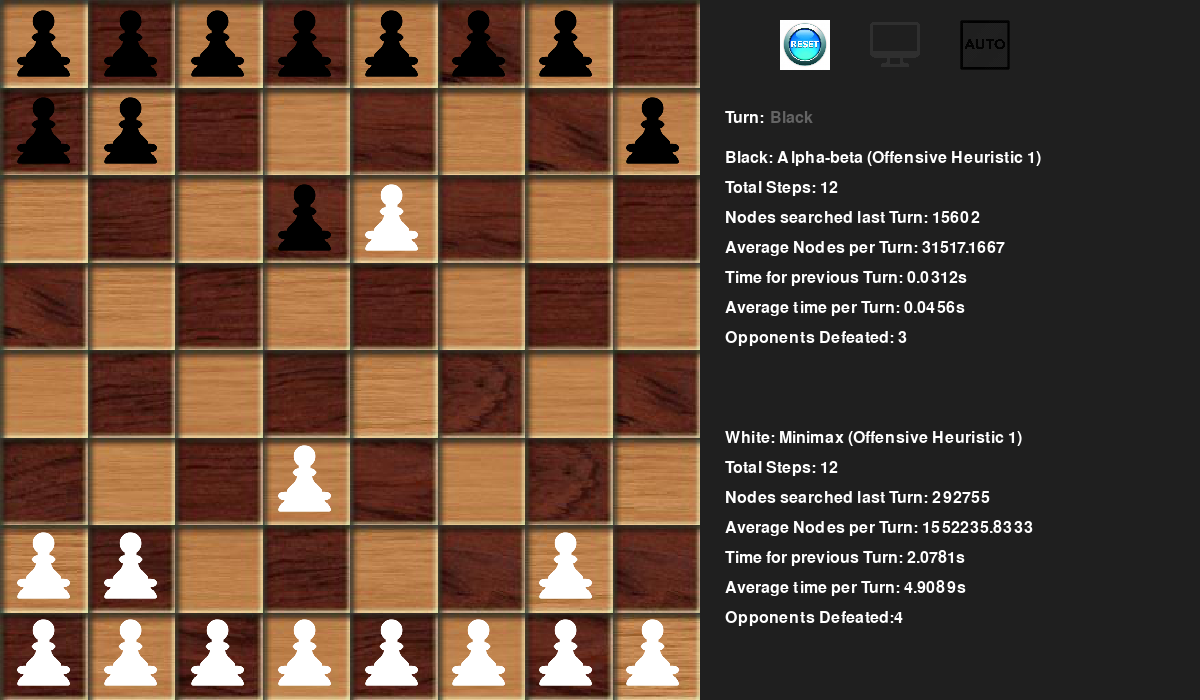 RESET
AUTO
Turn: Black
Black: Alpha-beta (Offensive Heuristic 1)
Total Steps: 12
Nodes searched last Turn: 15602
Average Nodes per Turn: 31517.1667
Time for previous Turn: 0.0312s
Average time per Turn: 0.0456s
Opponents Defeated: 3
White: Minimax (Offensive Heuristic 1)
Total Steps: 12
Nodes searched last Turn: 292755
Average Nodes per Turn: 1552235.8333
Time for previous Turn: 2.0781s
Average time per Turn: 4.9089s
Opponents Defeated:4